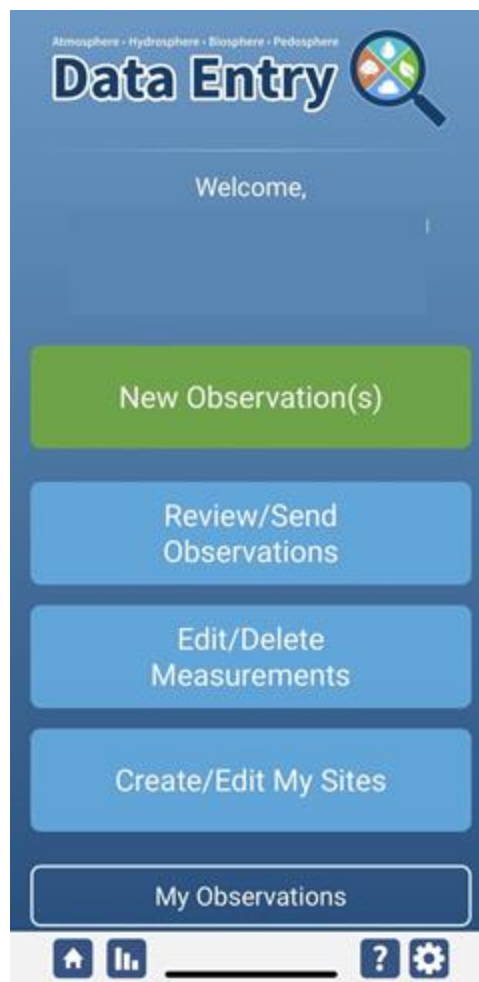 Atmosphere • Hydrosphere • Biosphere • Pedosphere
Data Entry
Welcome,
New Observation(s)
Review/Send
Observations
Edit/Delete
Measurements
Create/Edit My Sites
My Observations
?